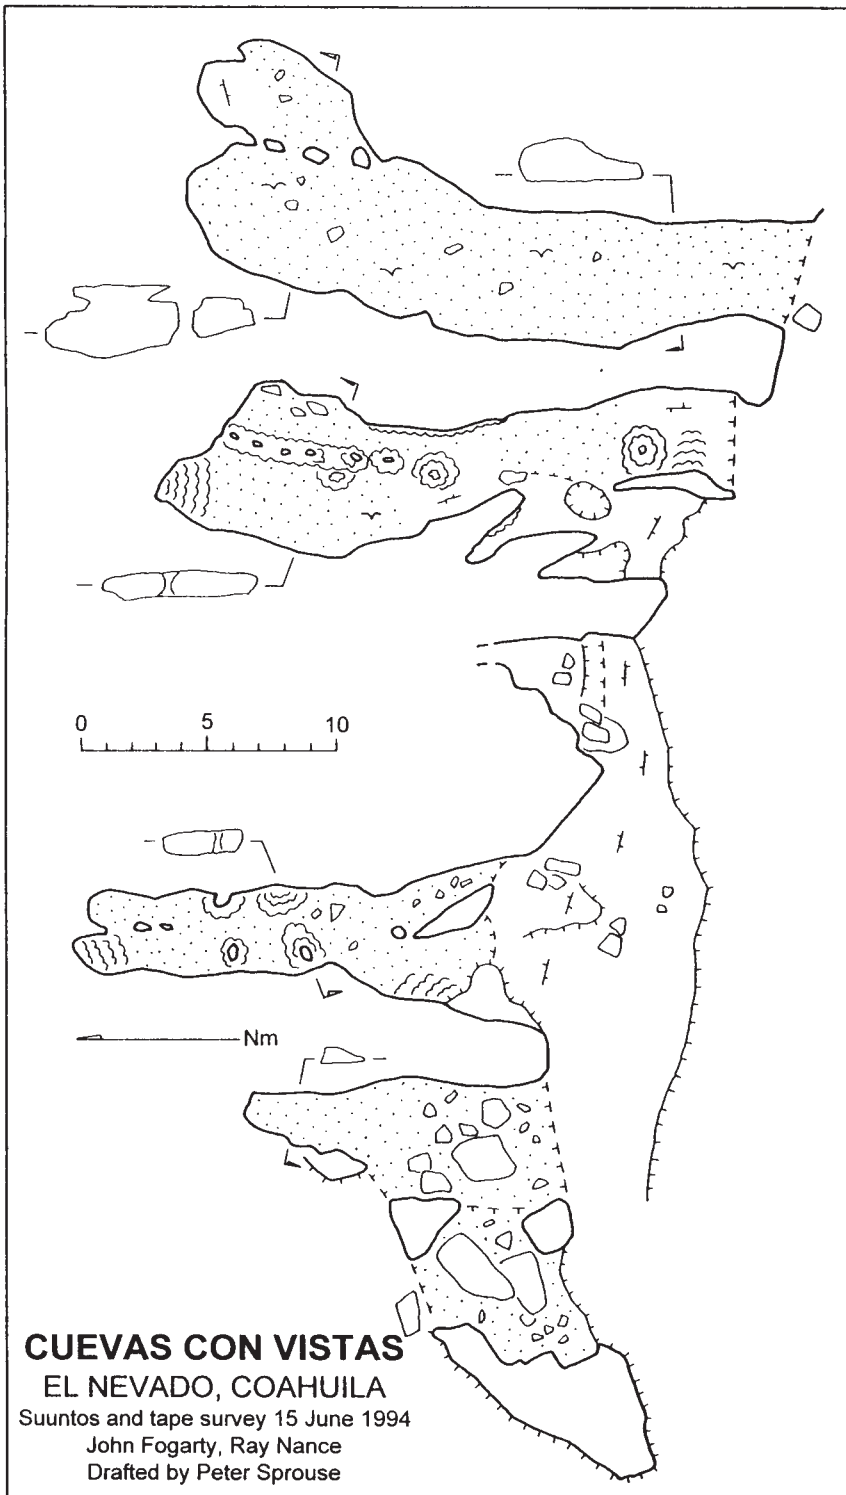 0 5 10
Nm
CUEVAS CON VISTAS
EL NEVADO, COAHUILA
Suuntos and tape survey 15 June 1994
John Fogarty, Ray Nance
Drafted by Peter Sprouse